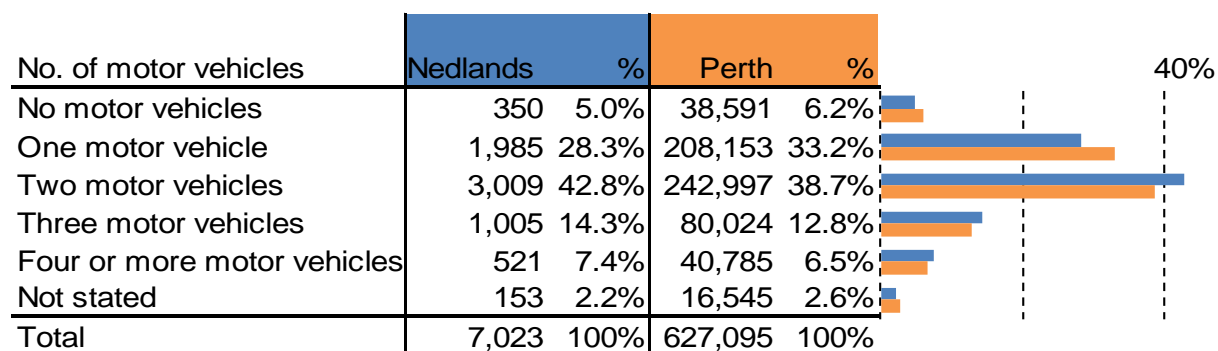 No. of motor vehicles Nedlands % Perth % 40%
No motor vehicles 350 5.0% 38,591 6.2%
One motor vehicle 1,985 28.3% 208,153 33.2%
Two motor vehicles 3,009 42.8% 242,997 38.7%
Three motor vehicles 1,005 14.3% 80,024 12.8%
Four or more motor vehicles 521 7.4% 40,785 6.5%
Not stated 153 2.2% 16,545 2.6%
Total 7,023 100% 627,095 100%